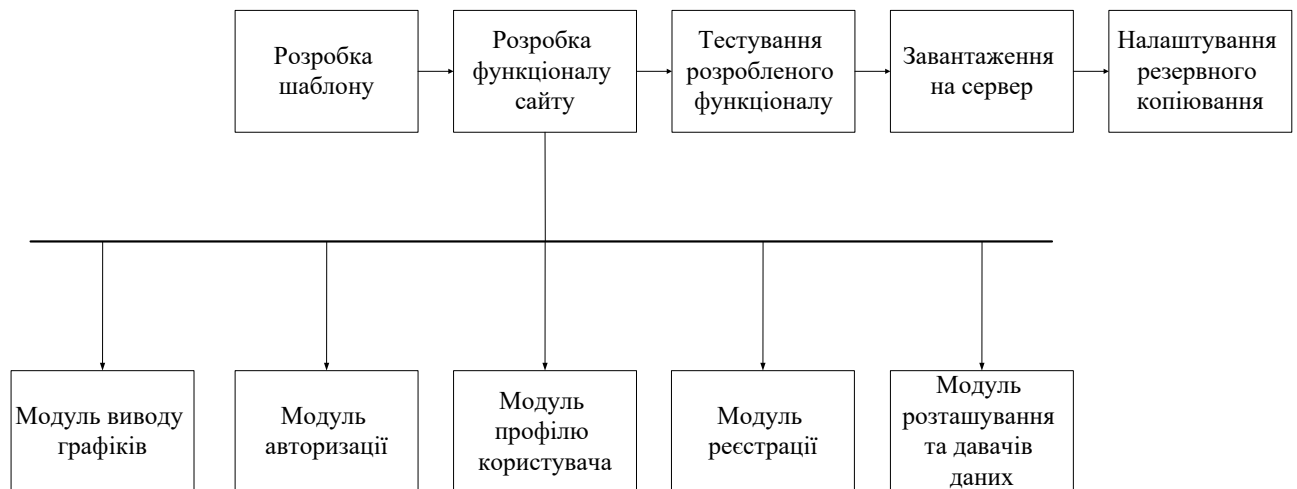 Розробка
шаблону
Розробка
функціоналу
сайту
Тестування
розробленого
функціоналу
Завантаження
на сервер
Налаштування
резервного
копіювання
Модуль виводу
графіків
Модуль
авторизації
Модуль
профілю
користувача
Модуль
реєстрації
Модуль
розташування
та давачів
даних